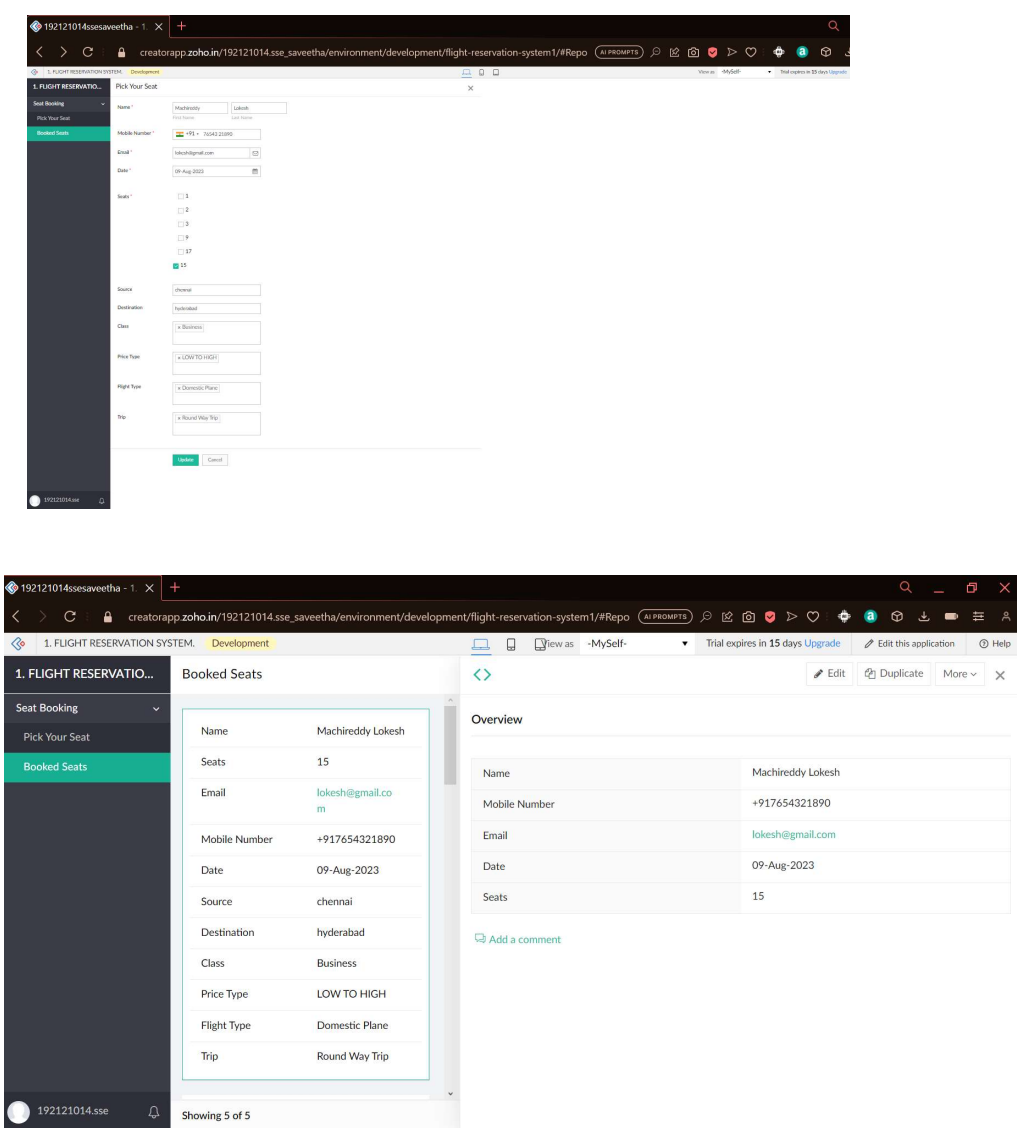 192121014ssesaveetha - 1.
creatorapp.zoho.in/192121014.sse_saveetha/environment/development/flight-reservation-system1/#Repo AI PROMPTS
1. FLIGHT RESERVATION SYSTEM. Development View as -MySelf- Trial expires in 15 days Upgrade
1. FLIGHT RESERVATIO... Pick Your Seat
Seat Booking
Pick Your Seat
Booked Seats
Name * Machireddy Lokesh
First Name Last Name
Mobile Number * +91 76543 21890
Email * lokesh@gmail.com
Date * 09-Aug-2023
Seats * 1
2
3
9
17
15
Source chennai
Destination hyderabad
Class × Business
Price Type × LOW TO HIGH
Flight Type × Domestic Plane
Trip × Round Way Trip
Update Cancel
192121014.sse
192121014ssesaveetha - 1.
creatorapp.zoho.in/192121014.sse_saveetha/environment/development/flight-reservation-system1/#Repo AI PROMPTS
1. FLIGHT RESERVATION SYSTEM. Development View as -MySelf- Trial expires in 15 days Upgrade Edit this application Help
1. FLIGHT RESERVATIO...
Seat Booking
Pick Your Seat
Booked Seats
192121014.sse
Booked Seats
Name Machireddy Lokesh
Seats 15
Email lokesh@gmail.co
m
Mobile Number +917654321890
Date 09-Aug-2023
Source chennai
Destination hyderabad
Class Business
Price Type LOW TO HIGH
Flight Type Domestic Plane
Trip Round Way Trip
Showing 5 of 5
Edit Duplicate More
Overview
Name Machireddy Lokesh
Mobile Number +917654321890
Email lokesh@gmail.com
Date 09-Aug-2023
Seats 15
Add a comment